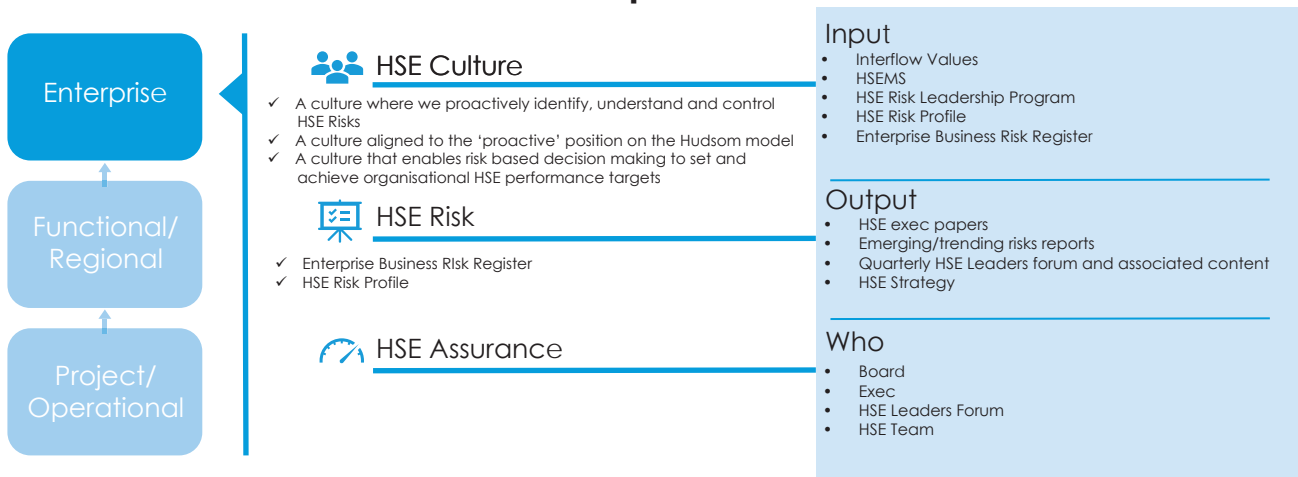 Enterprise
Functional/
Regional
Project/
Operational
HSE Culture
✓ A culture where we proactively identify, understand and control
HSE Risks
✓ A culture aligned to the ‘proactive’ position on the Hudsom model
✓ A culture that enables risk based decision making to set and
achieve organisational HSE performance targets
HSE Risk
✓ Enterprise Business RIsk Register
✓ HSE Risk Profile
HSE Assurance
Input
• Interflow Values
• HSEMS
• HSE Risk Leadership Program
• HSE Risk Profile
• Enterprise Business Risk Register
Output
• HSE exec papers
• Emerging/trending risks reports
• Quarterly HSE Leaders forum and associated content
• HSE Strategy
Who
• Board
• Exec
• HSE Leaders Forum
• HSE Team